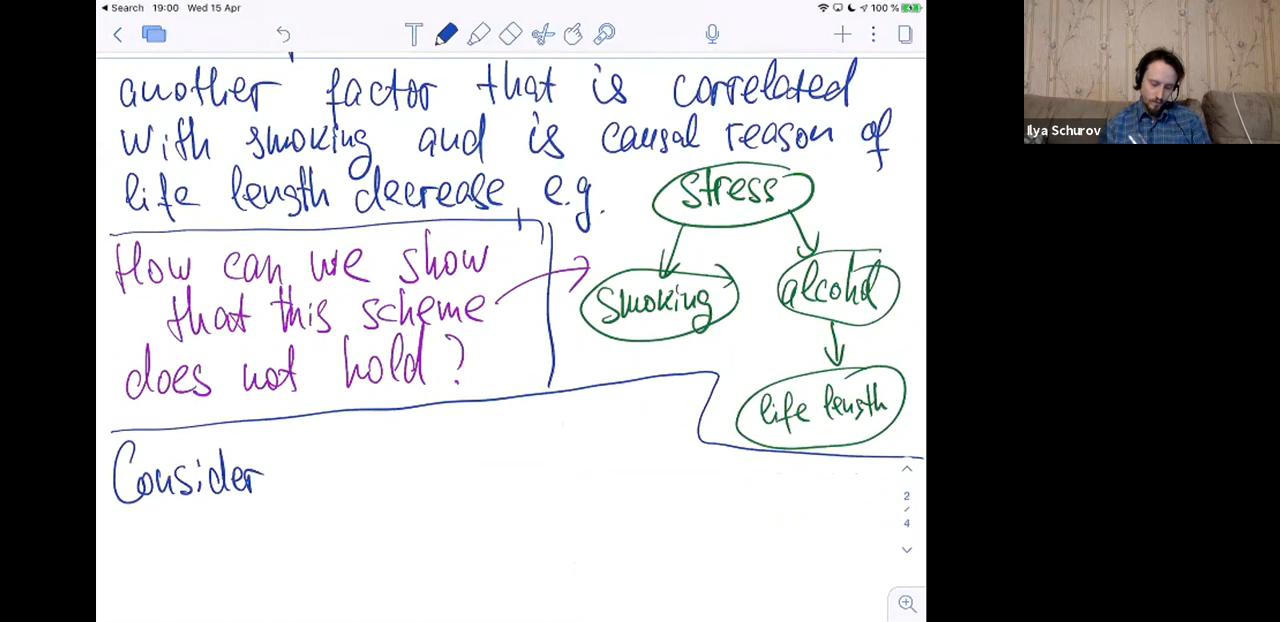 Search 19:00 Wed 15 Apr 100 %
T
another factor that is correlated
with smoking and is causal reason of
life length decrease, e.g.
stress
smoking
alcohol
life length
How can we show
that this scheme
does not hold?
Consider
2
4
Ilya Schurov